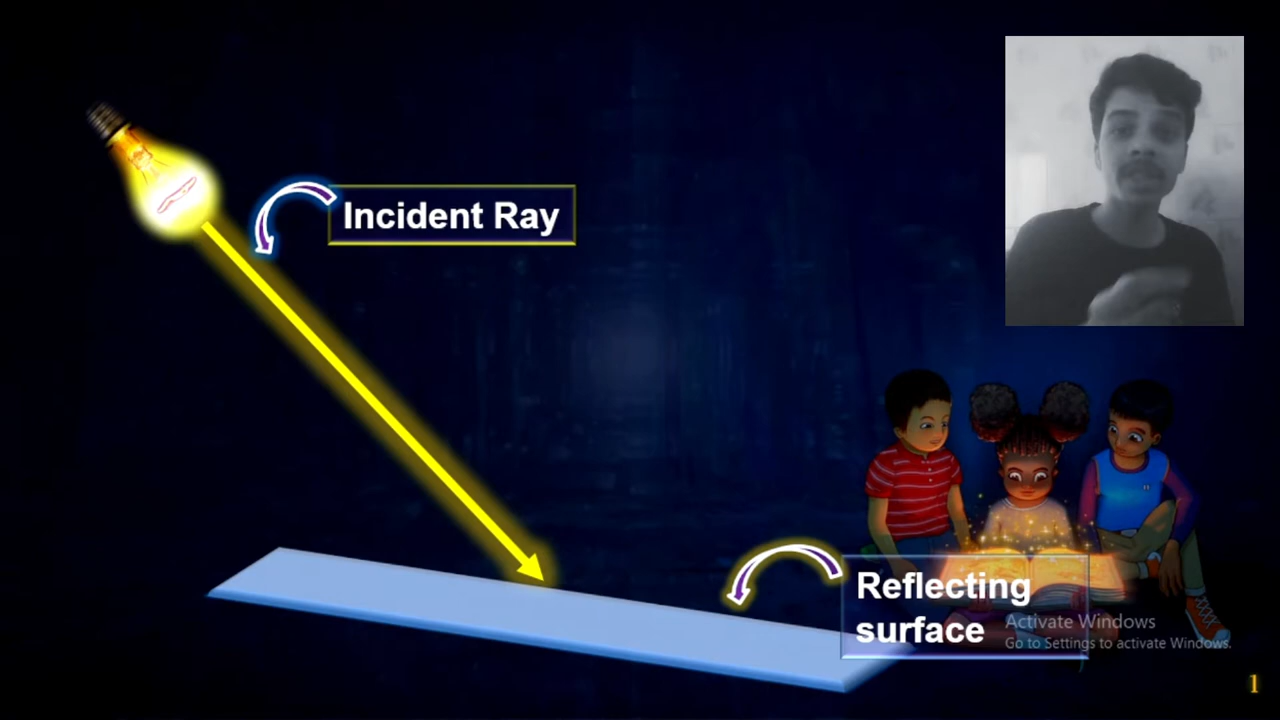 Incident Ray
Reflecting
surface
Activate Windows
Go to Settings to activate Windows.
1